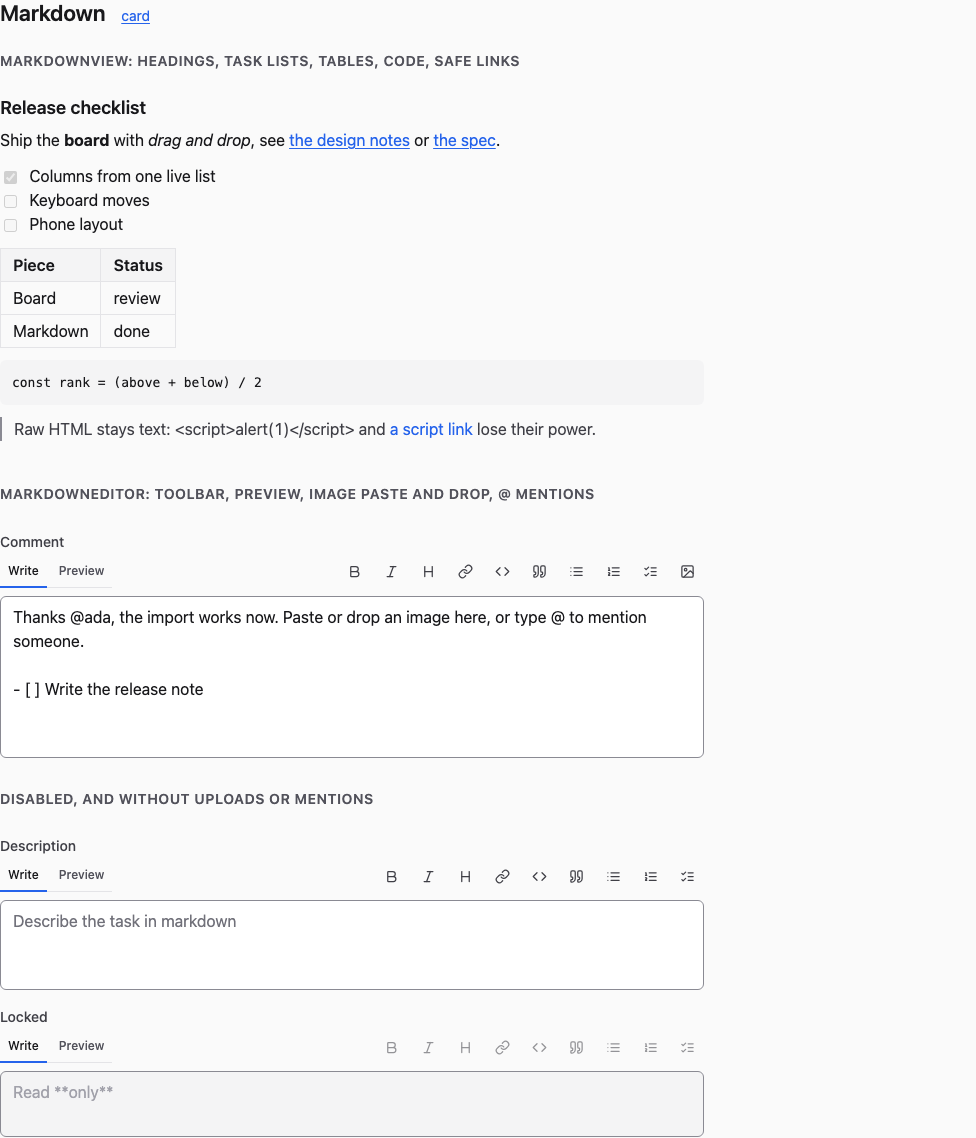 Markdown card
MARKDOWNVIEW: HEADINGS, TASK LISTS, TABLES, CODE, SAFE LINKS
Release checklist
Ship the board with drag and drop, see the design notes or the spec.
Columns from one live list
Keyboard moves
Phone layout
Piece Status
Board review
Markdown done
const rank = (above + below) / 2
Raw HTML stays text: <script>alert(1)</script> and a script link lose their power.
MARKDOWNEDITOR: TOOLBAR, PREVIEW, IMAGE PASTE AND DROP, @ MENTIONS
Comment
Write Preview
Thanks @ada, the import works now. Paste or drop an image here, or type @ to mention
someone.
- [ ] Write the release note
DISABLED, AND WITHOUT UPLOADS OR MENTIONS
Description
Write Preview
Describe the task in markdown
Locked
Write Preview
Read **only**